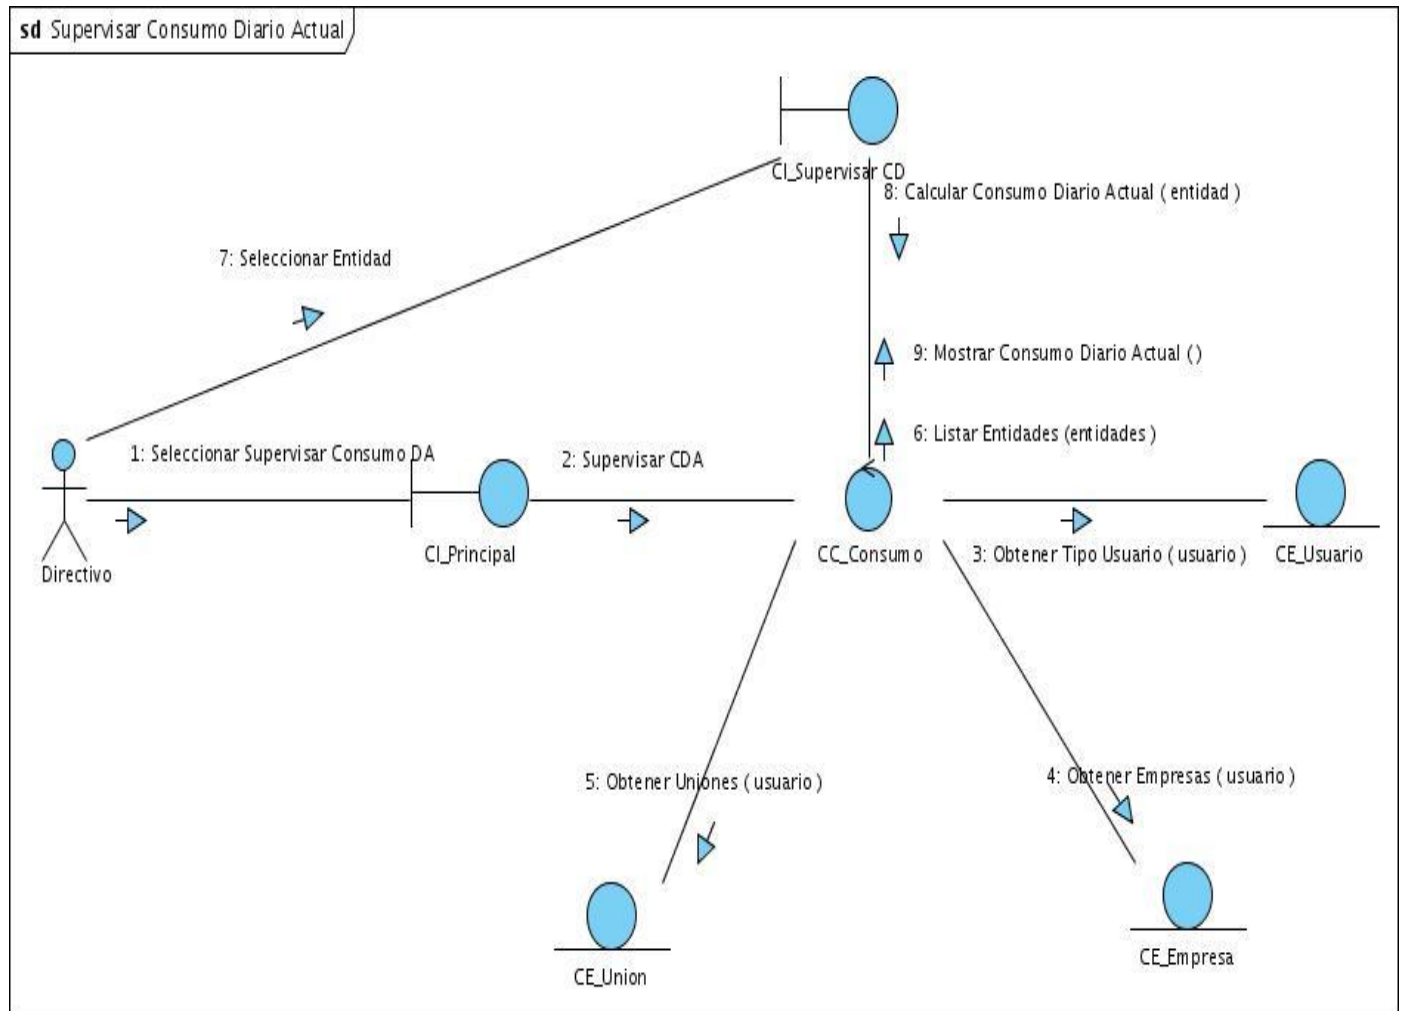 sd Supervisar Consumo Diario Actual
CI_Supervisar CD
8: Calcular Consumo Diario Actual ( entidad )
7: Seleccionar Entidad
9: Mostrar Consumo Diario Actual ()
6: Listar Entidades (entidades )
1: Seleccionar Supervisar Consumo DA
2: Supervisar CDA
Directivo
CI_Principal
CC_Consumo
3: Obtener Tipo Usuario ( usuario )
CE_Usuario
5: Obtener Uniones ( usuario )
4: Obtener Empresas ( usuario )
CE_Union
CE_Empresa